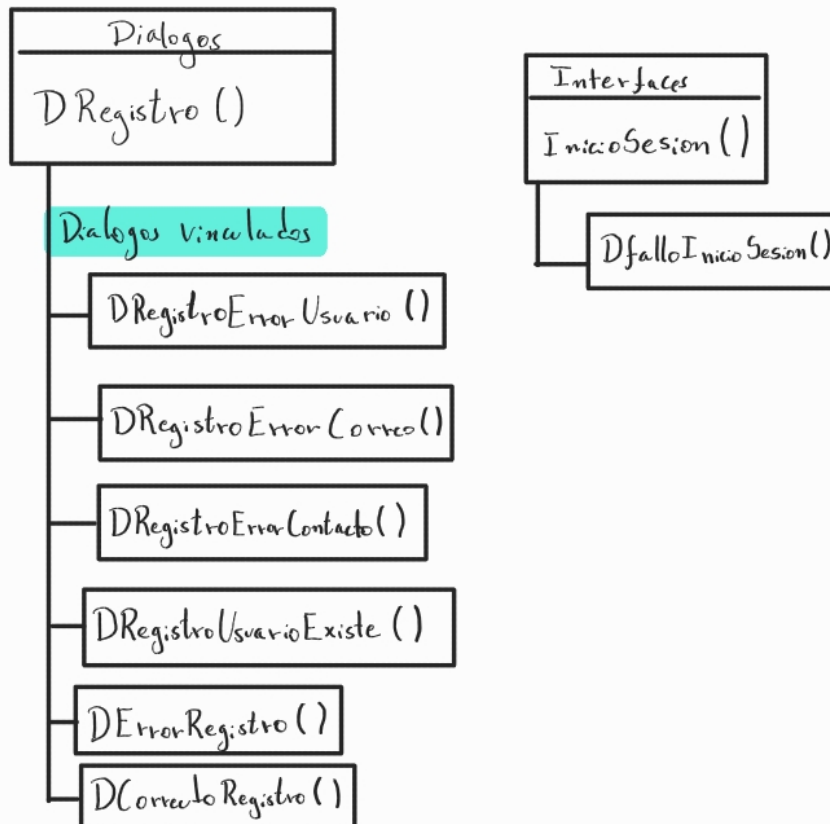 Dialogos
DRegistro ()
Dialogos vinculados
DRegistroErrorUsuario ()
DRegistroErrorCorreo()
DRegistroErrorContacto()
DRegistroUsuarioExiste ()
DErrorRegistro()
DCorrectoRegistro()
Interfaces
InicioSesion()
DfalloInicioSesion()